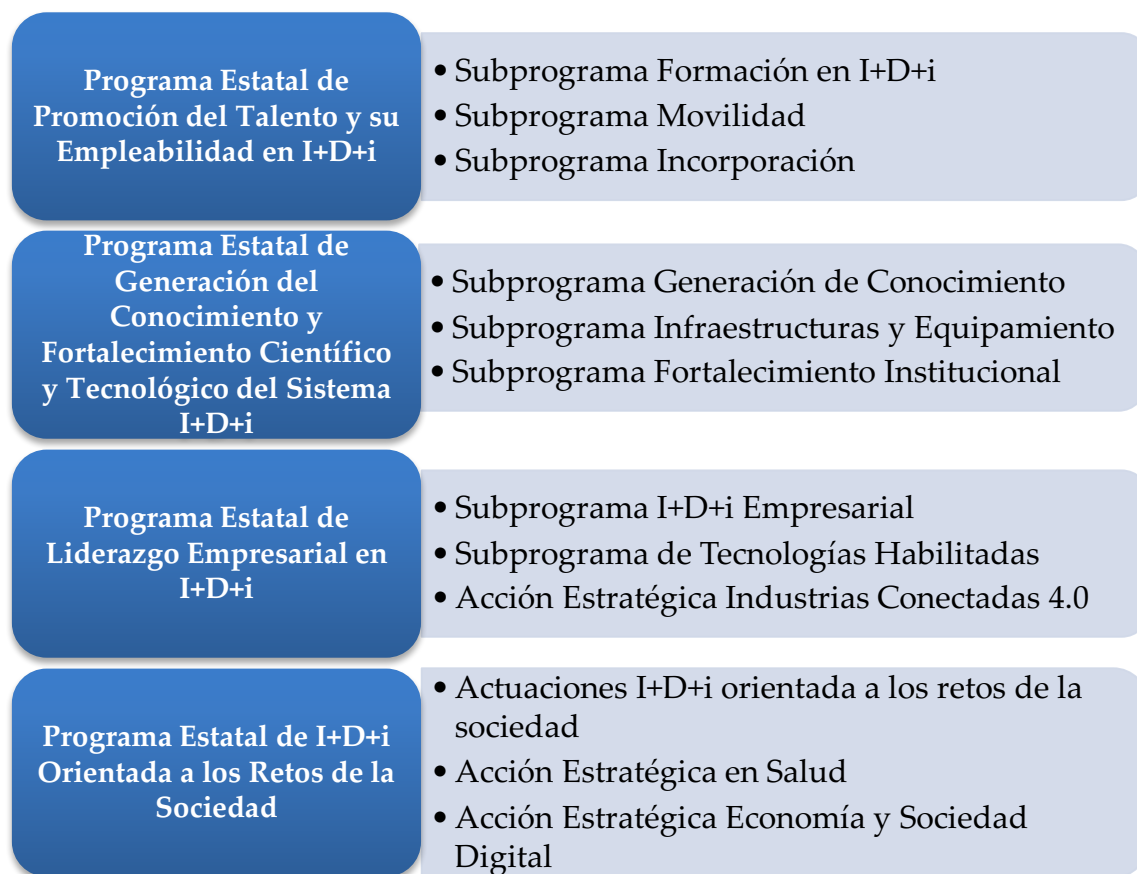 Programa Estatal de
Promoción del Talento y su
Empleabilidad en I+D+i
• Subprograma Formación en I+D+i
• Subprograma Movilidad
• Subprograma Incorporación
Programa Estatal de
Generación del
Conocimiento y
Fortalecimiento Científico
y Tecnológico del Sistema
I+D+i
• Subprograma Generación de Conocimiento
• Subprograma Infraestructuras y Equipamiento
• Subprograma Fortalecimiento Institucional
Programa Estatal de
Liderazgo Empresarial en
I+D+i
• Subprograma I+D+i Empresarial
• Subprograma de Tecnologías Habilitadas
• Acción Estratégica Industrias Conectadas 4.0
Programa Estatal de I+D+i
Orientada a los Retos de la
Sociedad
• Actuaciones I+D+i orientada a los retos de la
sociedad
• Acción Estratégica en Salud
• Acción Estratégica Economía y Sociedad
Digital